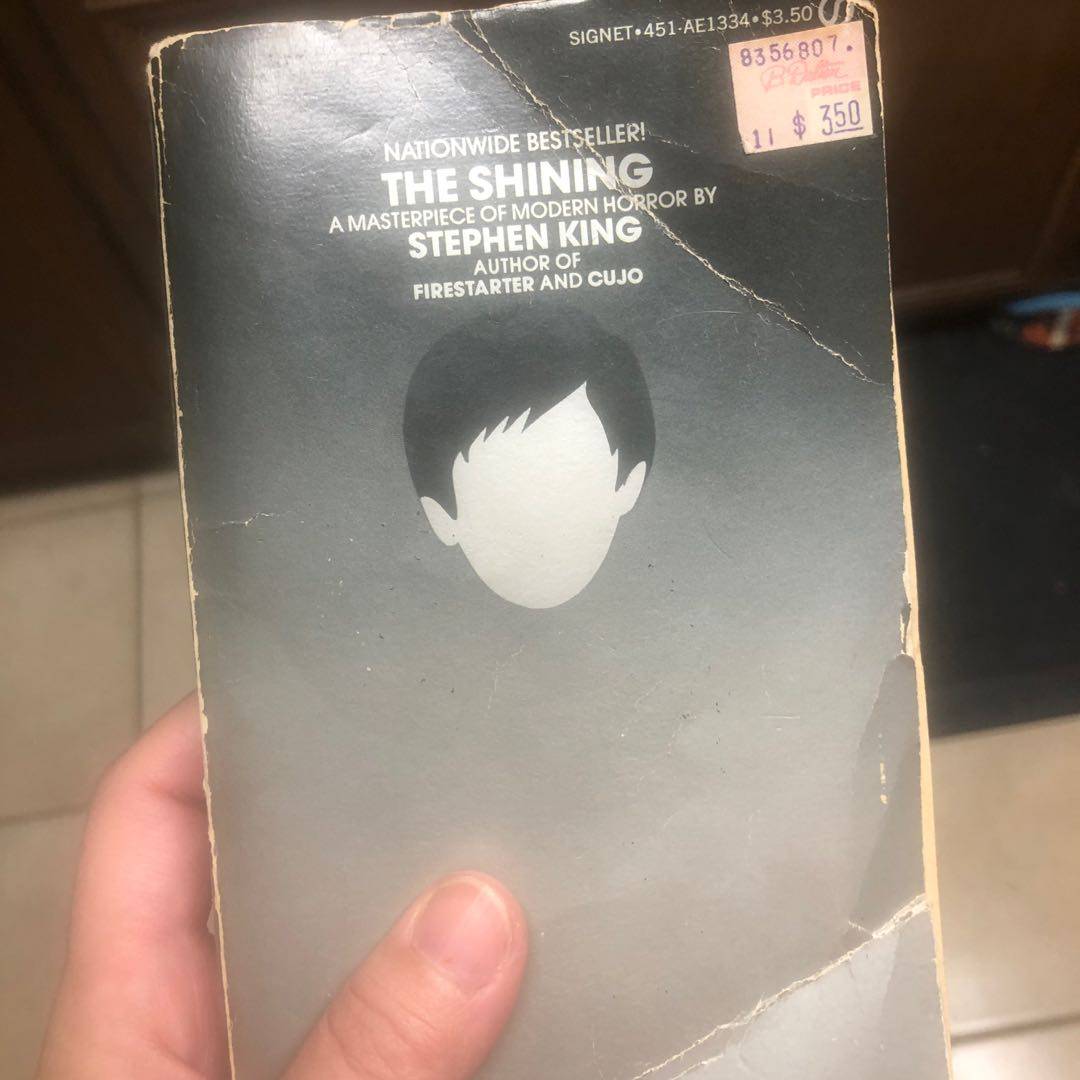 SIGNET•451-AE1334•$3.50
8356807.
B. Dalton
PRICE
11 $ 350
NATIONWIDE BESTSELLER!
THE SHINING
A MASTERPIECE OF MODERN HORROR BY
STEPHEN KING
AUTHOR OF
FIRESTARTER AND CUJO